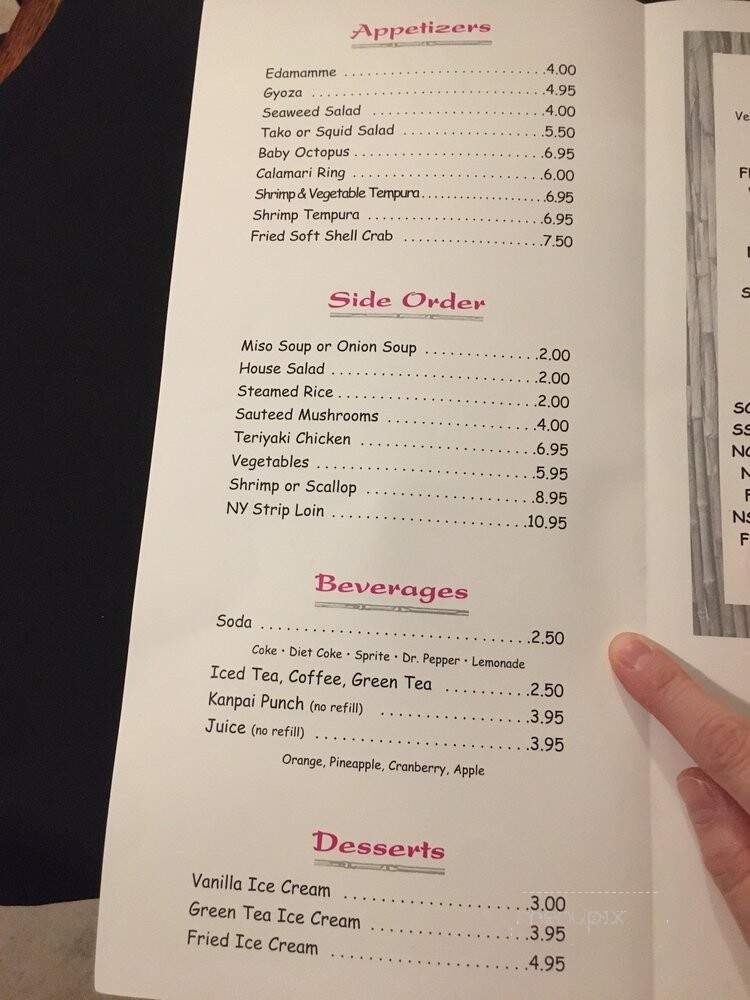 Appetizers
Edamamme ........................4.00
Gyoza ............................4.95
Seaweed Salad ....................4.00
Tako or Squid Salad ...............5.50
Baby Octopus .....................6.95
Calamari Ring .....................6.00
Shrimp & Vegetable Tempura ...............6.95
Shrimp Tempura ....................6.95
Fried Soft Shell Crab ...............7.50
Side Order
Miso Soup or Onion Soup ..............2.00
House Salad .........................2.00
Steamed Rice ........................2.00
Sauteed Mushrooms ..................4.00
Teriyaki Chicken .....................6.95
Vegetables ..........................5.95
Shrimp or Scallop ....................8.95
NY Strip Loin .......................10.95
Beverages
Soda ................................2.50
Coke • Diet Coke • Sprite • Dr. Pepper • Lemonade
Iced Tea, Coffee, Green Tea ..........2.50
Kanpai Punch (no refill) .................3.95
Juice (no refill) .........................3.95
Orange, Pineapple, Cranberry, Apple
Desserts
Vanilla Ice Cream .....................3.00
Green Tea Ice Cream ..................3.95
Fried Ice Cream ......................4.95